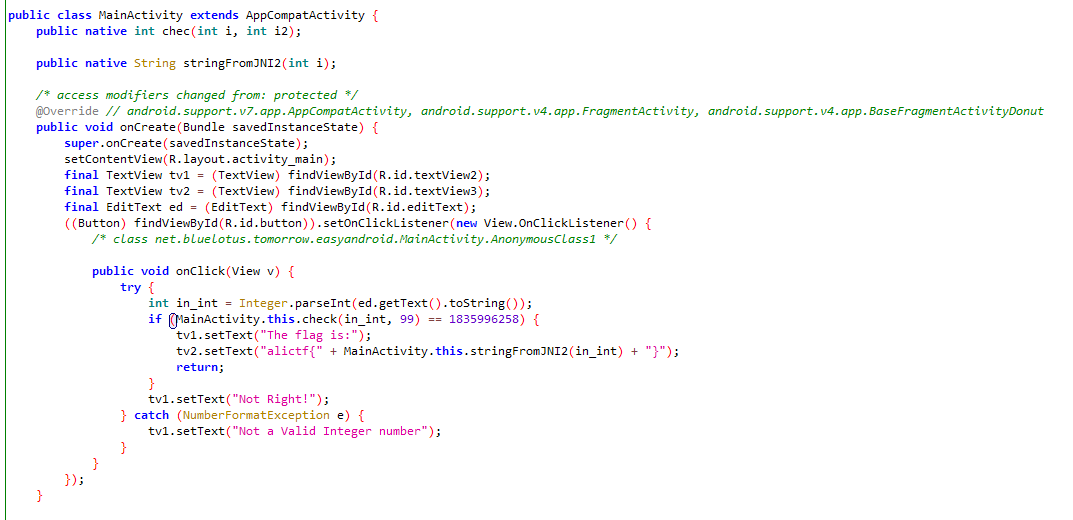 public class MainActivity extends AppCompatActivity {
public native int chec(int i, int i2);
public native String stringFromJNI2(int i);
/* access modifiers changed from: protected */
@Override // android.support.v7.app.AppCompatActivity, android.support.v4.app.FragmentActivity, android.support.v4.app.BaseFragmentActivityDonut
public void onCreate(Bundle savedInstanceState) {
super.onCreate(savedInstanceState);
setContentView(R.layout.activity_main);
final TextView tv1 = (TextView) findViewById(R.id.textView2);
final TextView tv2 = (TextView) findViewById(R.id.textView3);
final EditText ed = (EditText) findViewById(R.id.editText);
((Button) findViewById(R.id.button)).setOnClickListener(new View.OnClickListener() {
/* class net.bluelotus.tomorrow.easyandroid.MainActivity.AnonymousClass1 */
public void onClick(View v) {
try {
int in_int = Integer.parseInt(ed.getText().toString());
if (MainActivity.this.check(in_int, 99) == 1835996258) {
tv1.setText("The flag is:");
tv2.setText("alictf{" + MainActivity.this.stringFromJNI2(in_int) + "}");
return;
}
tv1.setText("Not Right!");
} catch (NumberFormatException e) {
tv1.setText("Not a Valid Integer number");
}
}
});
}